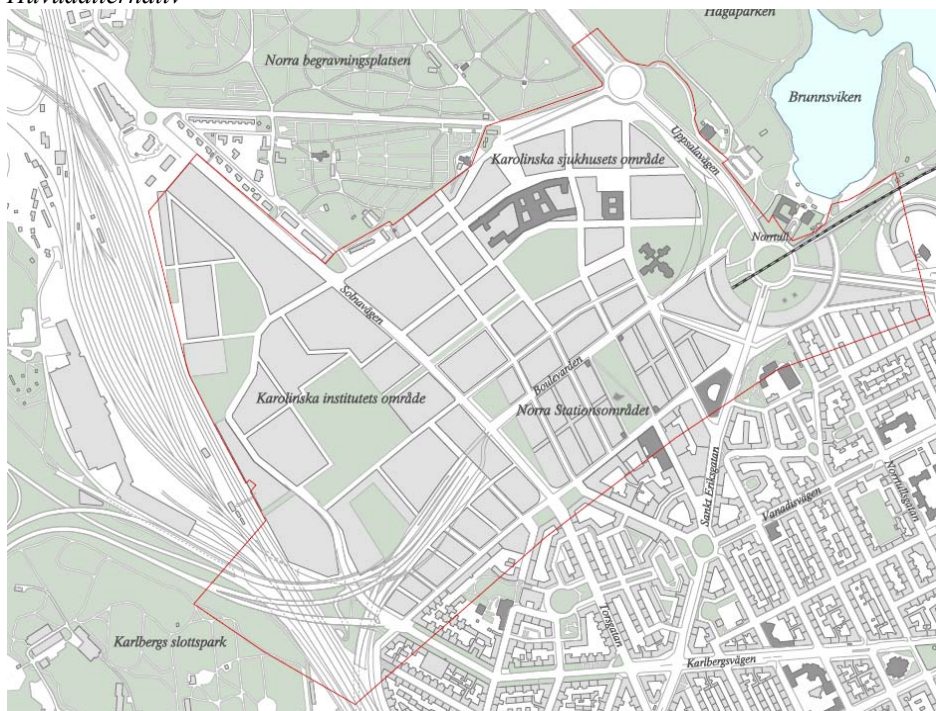 Huvudalternativ
Hagaparken
Norra begravningsplatsen
Brunnsviken
Uppsalavägen
Karolinska sjukhusets område
Norrtull
Solnavägen
Boulevarden
Karolinska institutets område
Norra Stationsområdet
Sankt Eriksgatan
Vanadisvägen
Norrtullsgatan
Torsgatan
Karlbergs slottspark
Karlbergsvägen